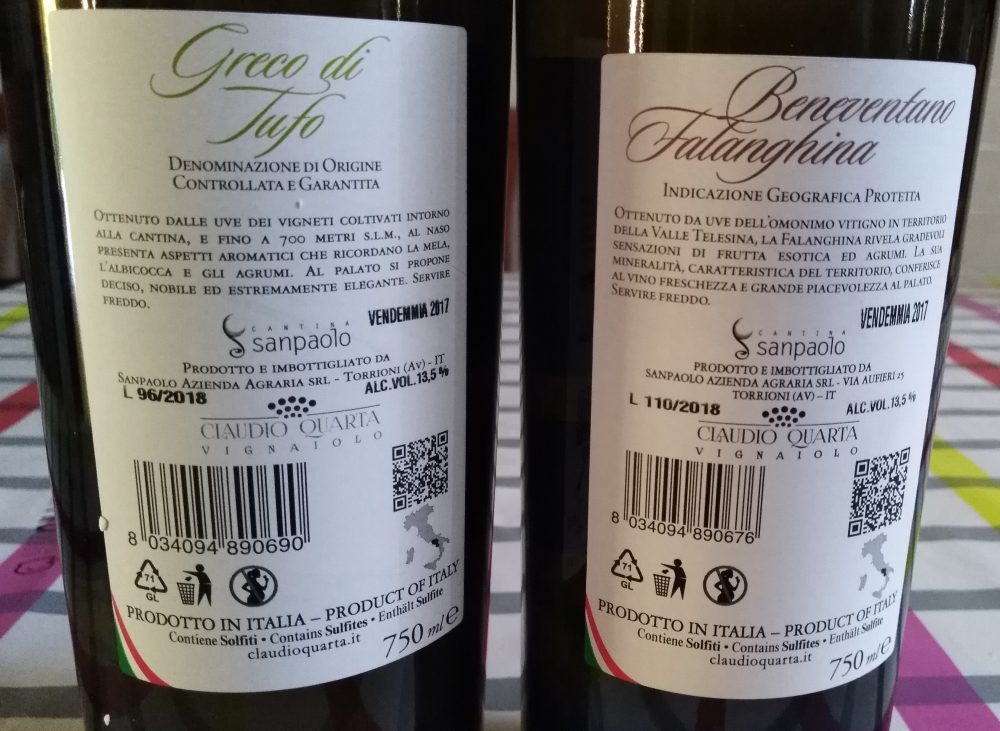 Greco di
Tufo
Denominazione di Origine
Controllata e Garantita
Ottenuto dalle uve dei vigneti coltivati intorno
alla cantina, e fino a 700 metri s.l.m., al naso
presenta aspetti aromatici che ricordano la mela,
l'albicocca e gli agrumi. Al palato si propone
deciso, nobile ed estremamente elegante. Servire
freddo.
VENDEMMIA 2017
CANTINA
sanpaolo
Prodotto e imbottigliato da
Sanpaolo Azienda Agraria srl - Torrioni (Av) - IT
L 96/2018
ALC.VOL.13,5 %
CLAUDIO QUARTA
VIGNAIOLO
8 034094 890690
71
GL
PRODOTTO IN ITALIA – PRODUCT OF ITALY
Contiene Solfiti • Contains Sulfites • Enthält Sulfite
claudioquarta.it
750 ml e
Beneventano
Falanghina
Indicazione Geografica Protetta
Ottenuto da uve dell'omonimo vitigno in territorio
della Valle Telesina, la Falanghina rivela gradevoli
sensazioni di frutta esotica ed agrumi. La sua
mineralità, caratteristica del territorio, conferisce
al vino freschezza e grande piacevolezza al palato.
Servire freddo.
VENDEMMIA 2017
CANTINA
sanpaolo
Prodotto e imbottigliato da
Sanpaolo Azienda Agraria srl - via Aufieri 25
Torrioni (Av) – IT
L 110/2018
ALC.VOL.13,5 %
CLAUDIO QUARTA
VIGNAIOLO
8 034094 890676
71
GL
PRODOTTO IN ITALIA – PRODUCT OF ITALY
Contiene Solfiti • Contains Sulfites • Enthält Sulfite
claudioquarta.it
750 ml e